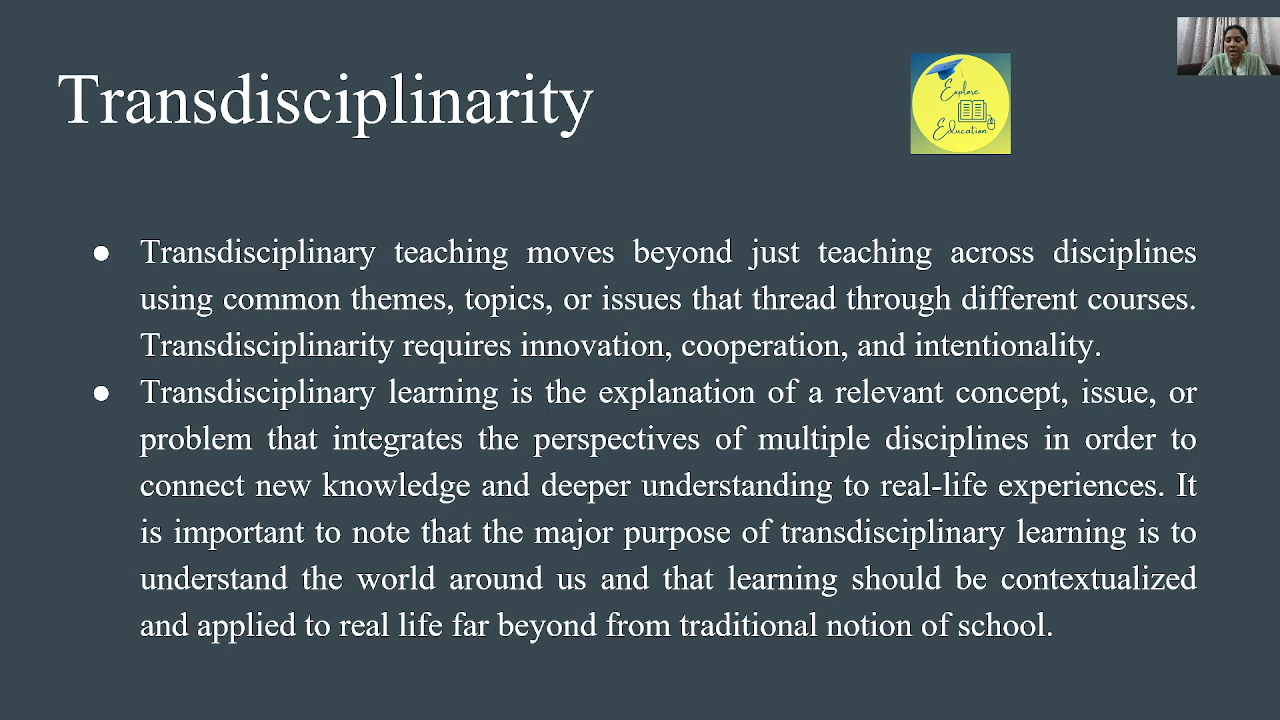 Transdisciplinarity
Explore
Education
● Transdisciplinary teaching moves beyond just teaching across disciplines
using common themes, topics, or issues that thread through different courses.
Transdisciplinarity requires innovation, cooperation, and intentionality.
● Transdisciplinary learning is the explanation of a relevant concept, issue, or
problem that integrates the perspectives of multiple disciplines in order to
connect new knowledge and deeper understanding to real-life experiences. It
is important to note that the major purpose of transdisciplinary learning is to
understand the world around us and that learning should be contextualized
and applied to real life far beyond from traditional notion of school.